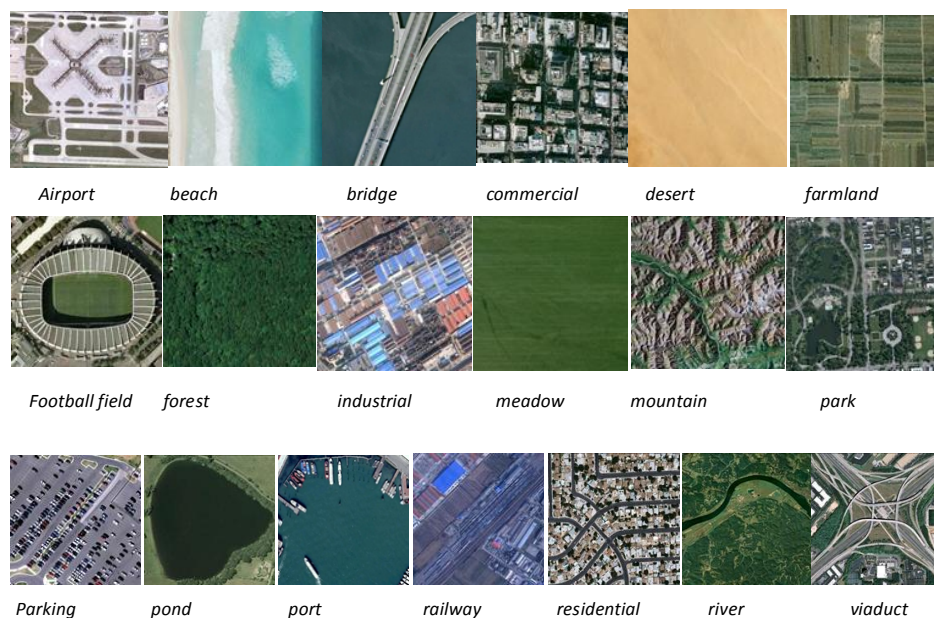 Airport beach bridge commercial desert farmland
Football field forest industrial meadow mountain park
Parking pond port railway residential river viaduct